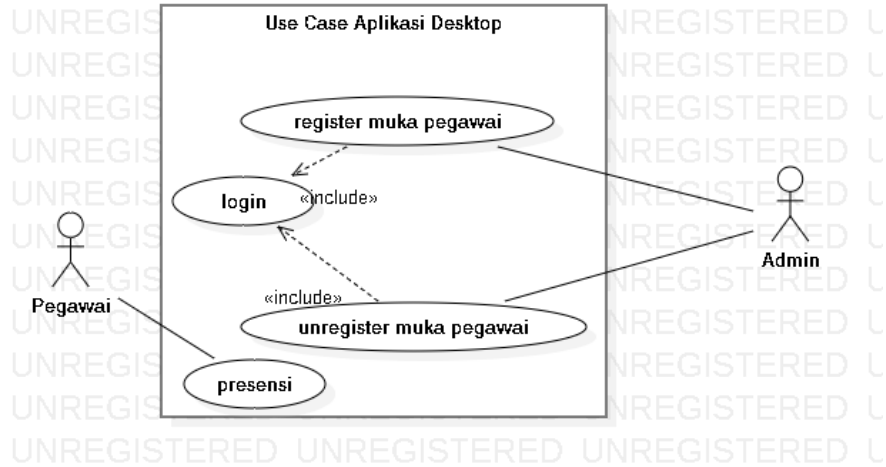 Use Case Aplikasi Desktop
register muka pegawai
login
«include»
Pegawai
Admin
«include»
unregister muka pegawai
presensi
UNREGISTERED UNREGISTERED UNREGISTERED